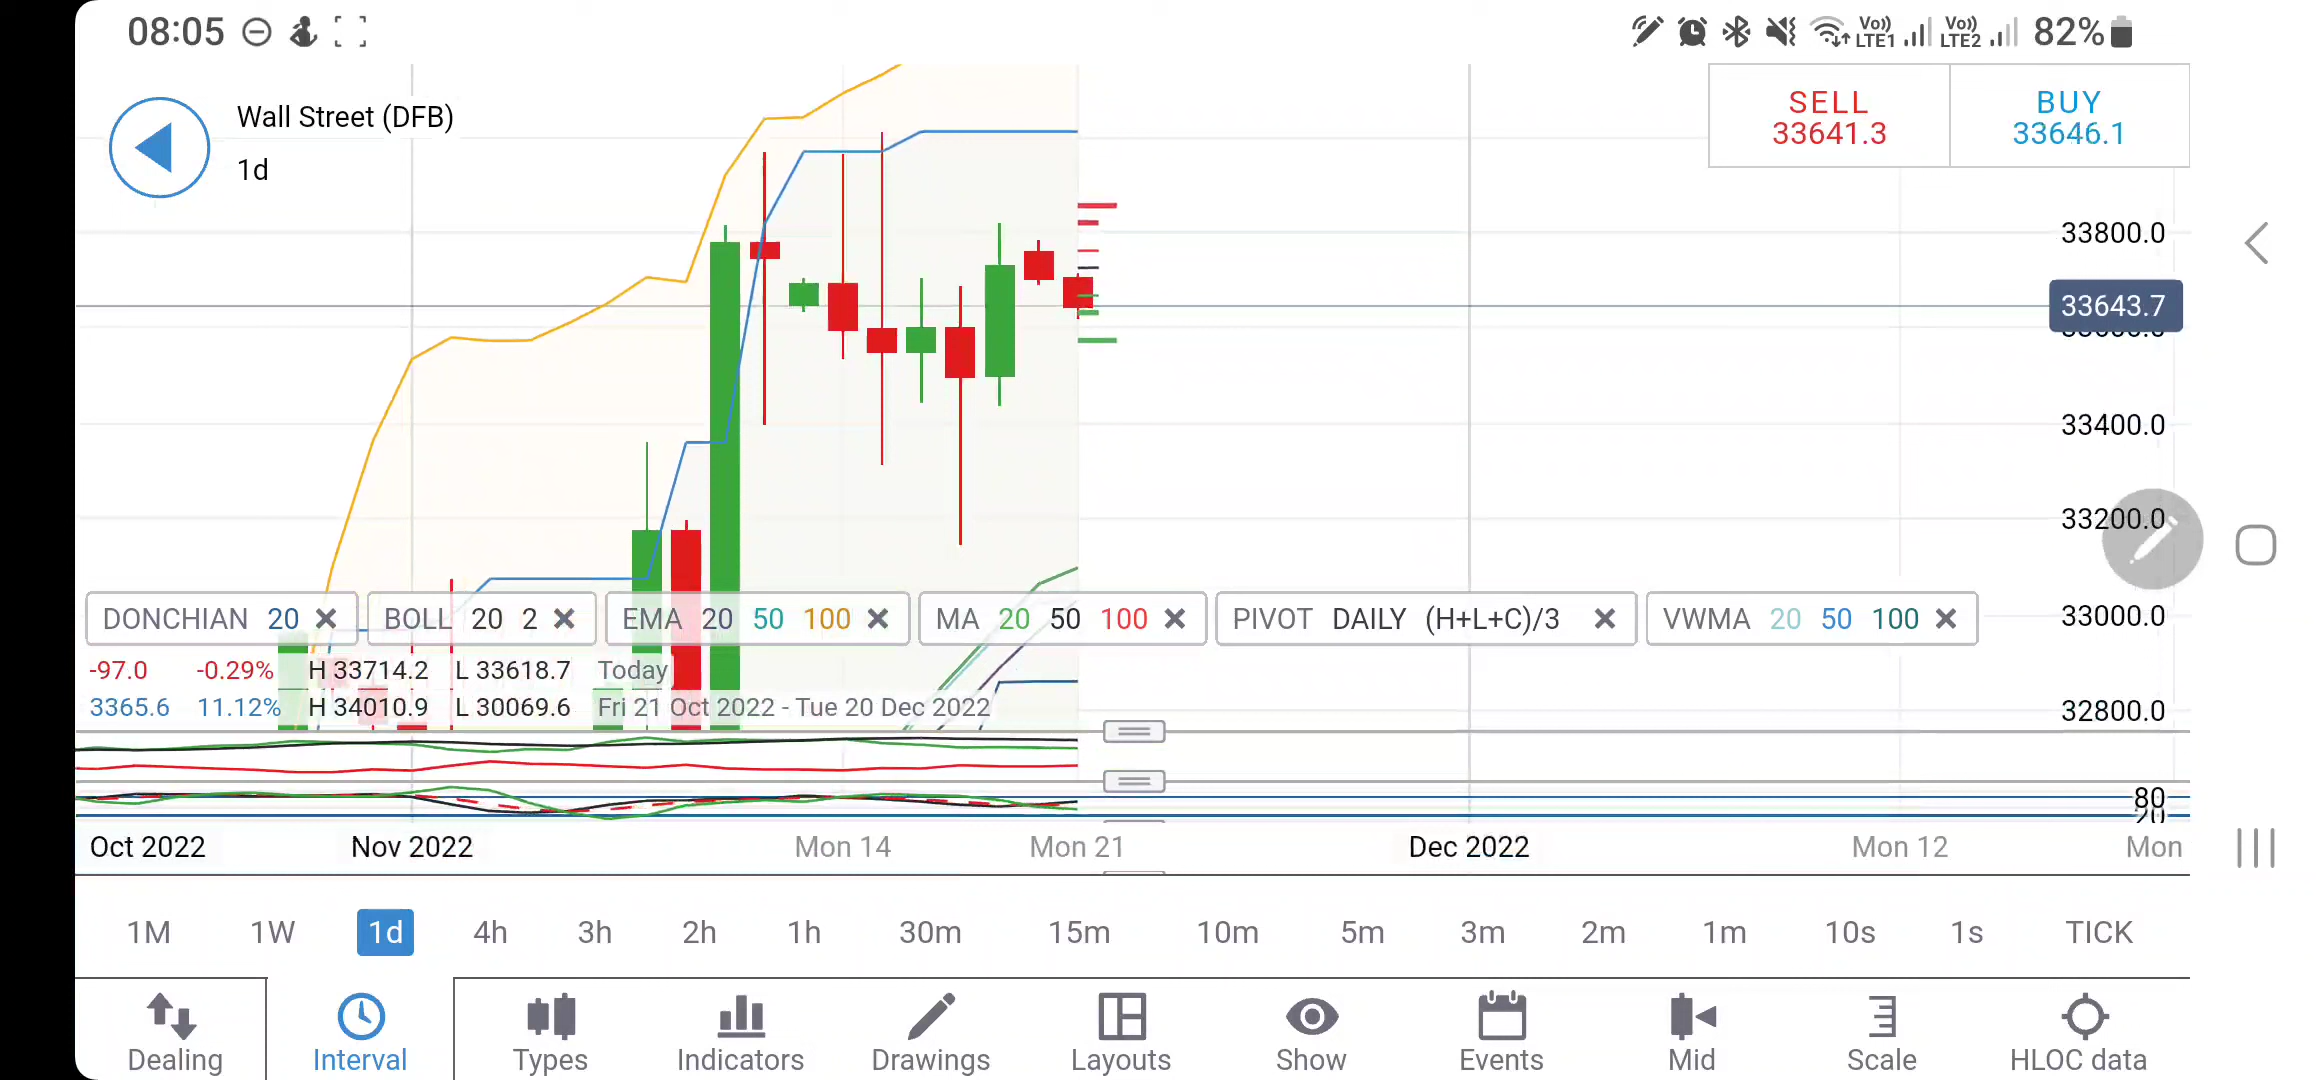 08:05
Vo)) LTE1 Vo)) LTE2 82%
Wall Street (DFB)
1d
SELL
33641.3
BUY
33646.1
33800.0
33643.7
33400.0
33200.0
33000.0
32800.0
DONCHIAN 20 BOLL 20 2 EMA 20 50 100 MA 20 50 100 PIVOT DAILY (H+L+C)/3 VWMA 20 50 100
-97.0 -0.29% H 33714.2 L 33618.7 Today
3365.6 11.12% H 34010.9 L 30069.6 Fri 21 Oct 2022 - Tue 20 Dec 2022
80
20
Oct 2022 Nov 2022 Mon 14 Mon 21 Dec 2022 Mon 12 Mon
1M 1W 1d 4h 3h 2h 1h 30m 15m 10m 5m 3m 2m 1m 10s 1s TICK
Dealing Interval Types Indicators Drawings Layouts Show Events Mid Scale HLOC data